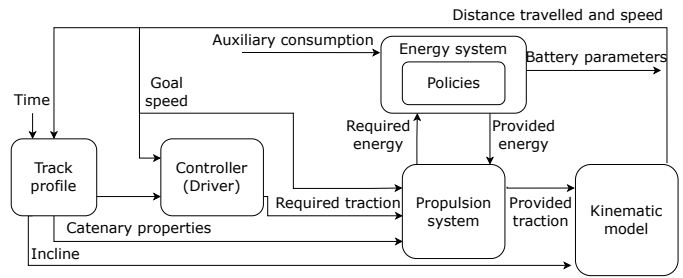 Distance travelled and speed
Auxiliary consumption
Energy system
Battery parameters
Policies
Goal
speed
Time
Required
energy
Provided
energy
Track
profile
Controller
(Driver)
Required traction
Propulsion
system
Provided
traction
Kinematic
model
Catenary properties
Incline